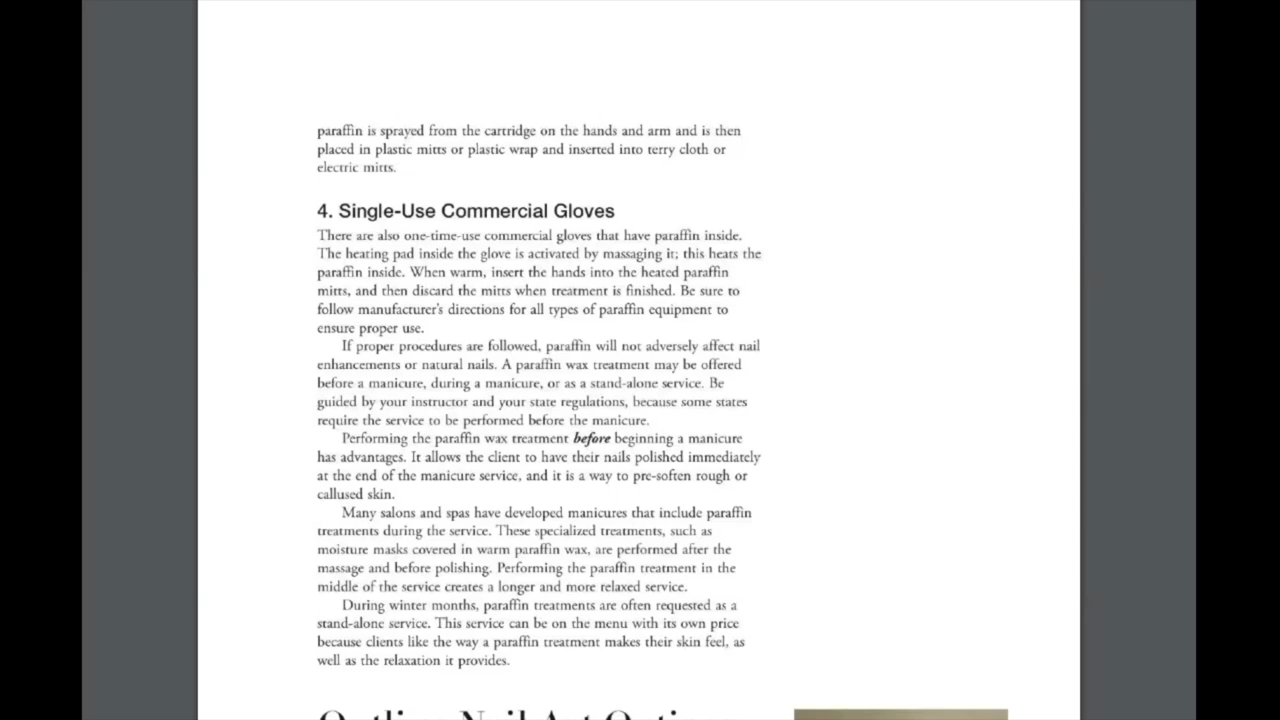 paraffin is sprayed from the cartridge on the hands and arm and is then
placed in plastic mitts or plastic wrap and inserted into terry cloth or
electric mitts.
4. Single-Use Commercial Gloves
There are also one-time-use commercial gloves that have paraffin inside.
The heating pad inside the glove is activated by massaging it; this heats the
paraffin inside. When warm, insert the hands into the heated paraffin
mitts, and then discard the mitts when treatment is finished. Be sure to
follow manufacturer's directions for all types of paraffin equipment to
ensure proper use.
If proper procedures are followed, paraffin will not adversely affect nail
enhancements or natural nails. A paraffin wax treatment may be offered
before a manicure, during a manicure, or as a stand-alone service. Be
guided by your instructor and your state regulations, because some states
require the service to be performed before the manicure.
Performing the paraffin wax treatment before beginning a manicure
has advantages. It allows the client to have their nails polished immediately
at the end of the manicure service, and it is a way to pre-soften rough or
callused skin.
Many salons and spas have developed manicures that include paraffin
treatments during the service. These specialized treatments, such as
moisture masks covered in warm paraffin wax, are performed after the
massage and before polishing. Performing the paraffin treatment in the
middle of the service creates a longer and more relaxed service.
During winter months, paraffin treatments are often requested as a
stand-alone service. This service can be on the menu with its own price
because clients like the way a paraffin treatment makes their skin feel, as
well as the relaxation it provides.